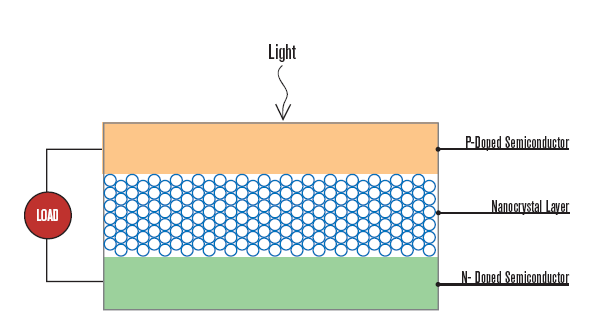 Light
P-Doped Semiconductor
LOAD
Nanocrystal Layer
N- Doped Semiconductor